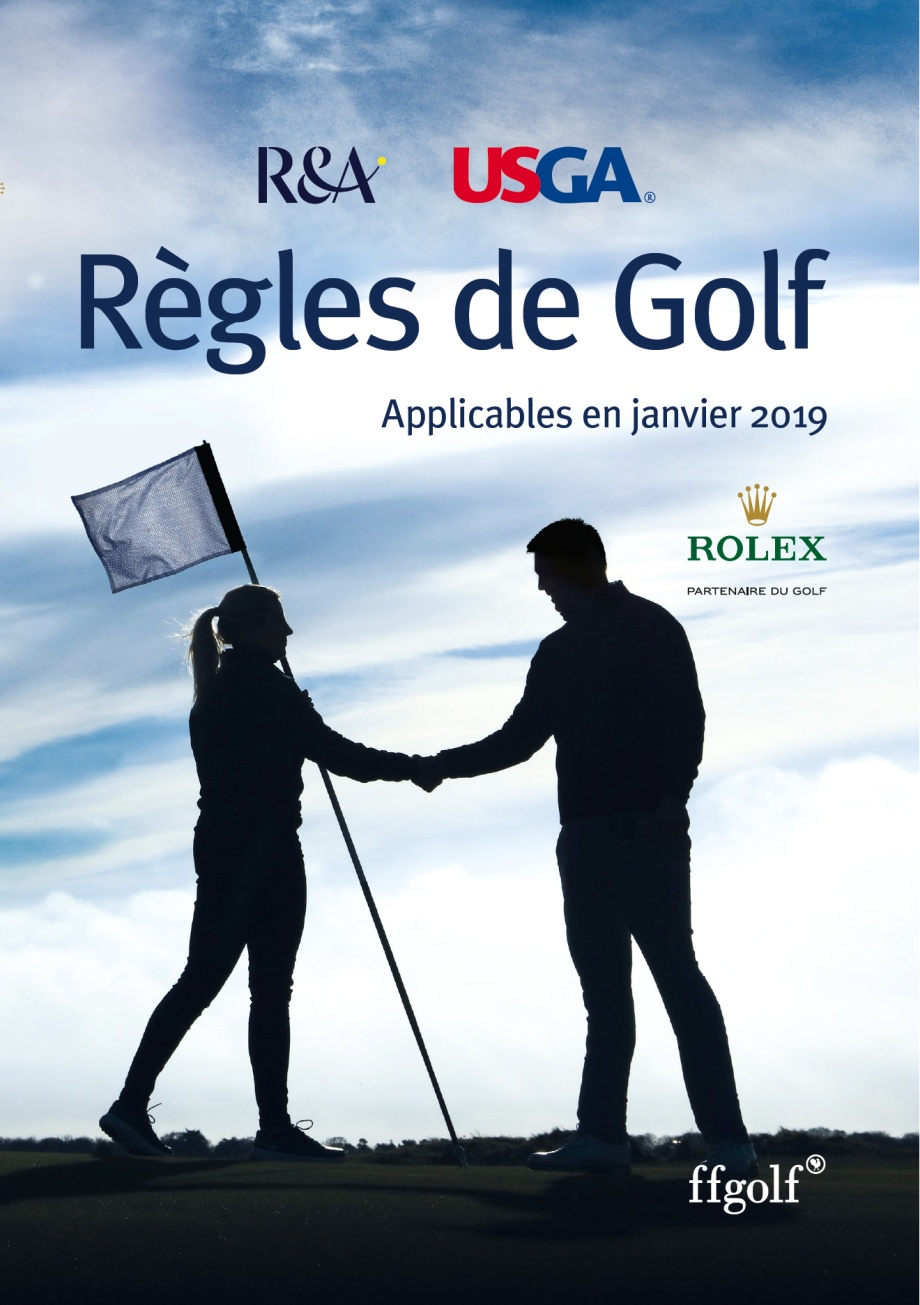 R&A USGA®
Règles de Golf
Applicables en janvier 2019
ROLEX
PARTENAIRE DU GOLF
ffgolf